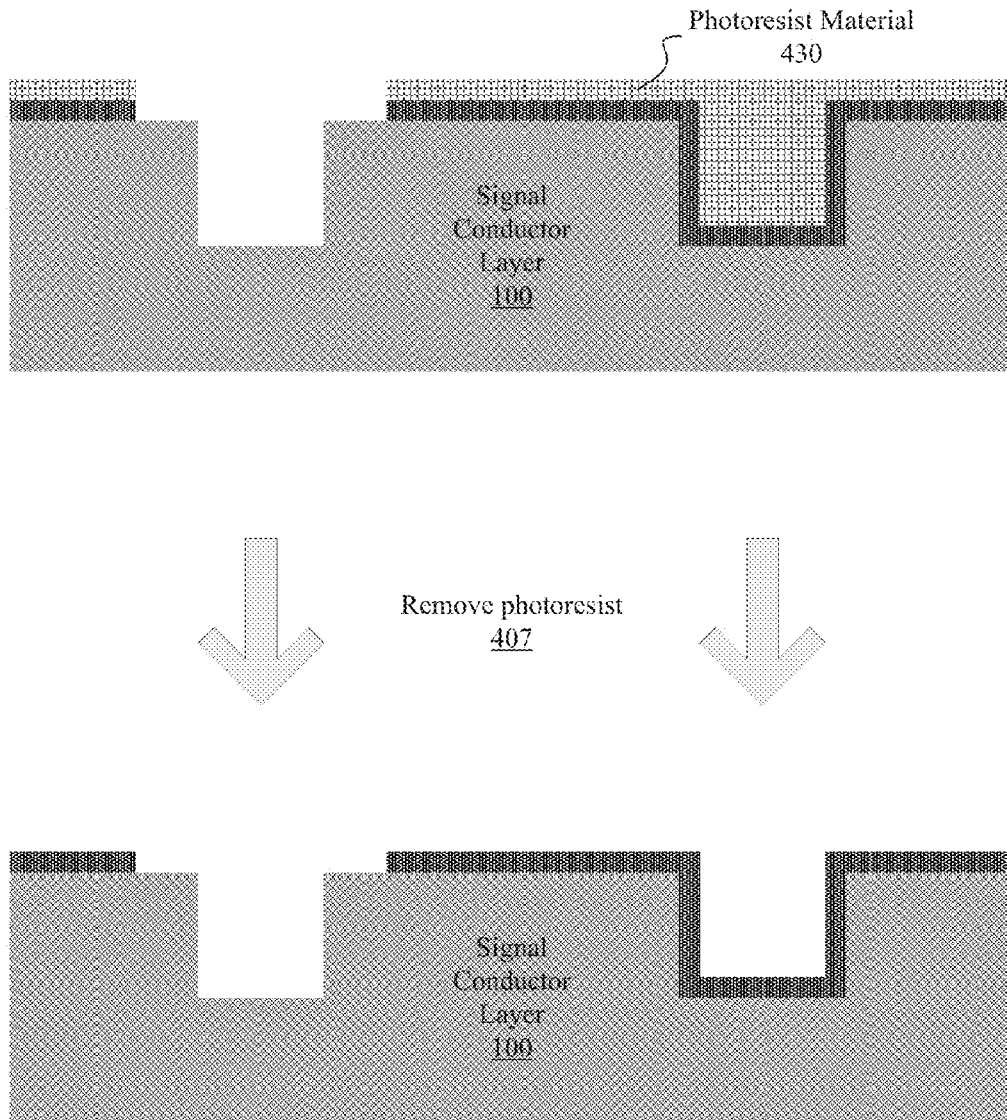 Photoresist Material
430
Signal
Conductor
Layer
100
Remove photoresist
407
Signal
Conductor
Layer
100